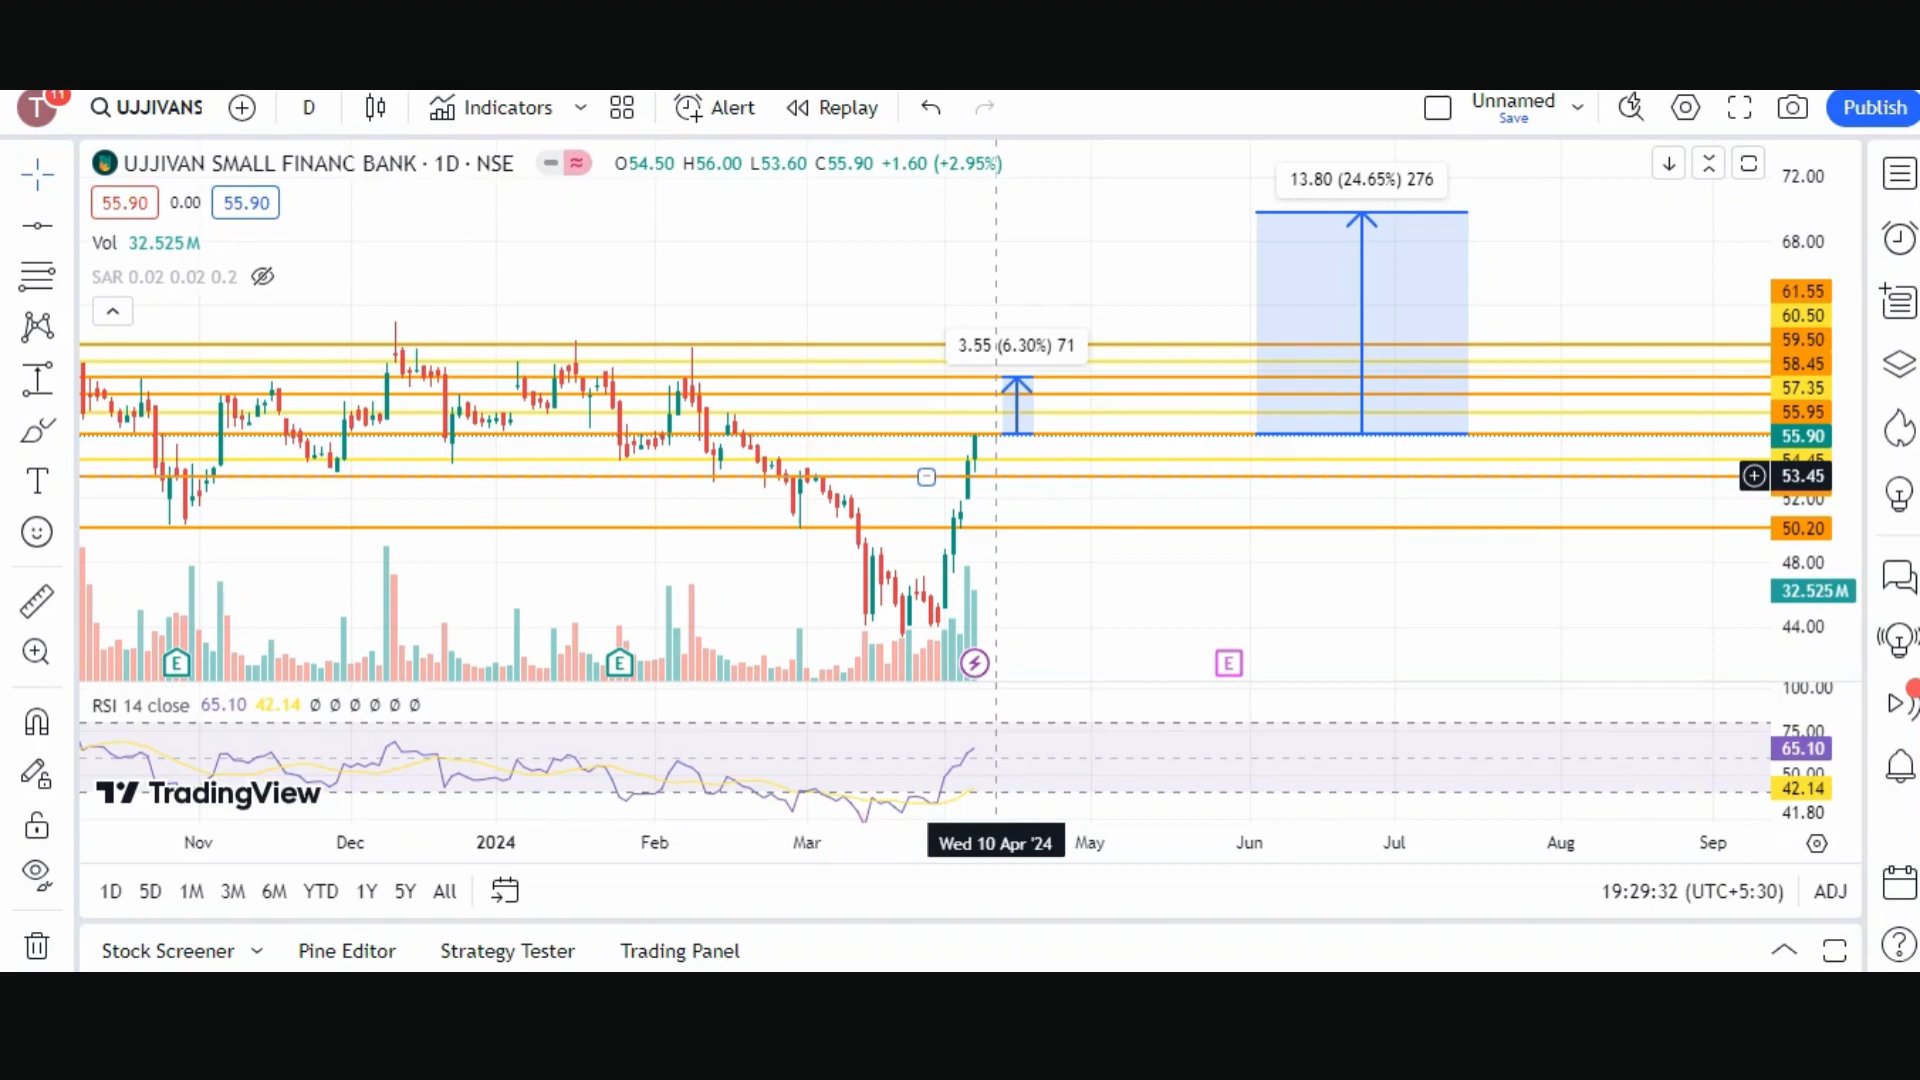 T 11 UJJIVANS D Indicators Alert Replay Unnamed Save Publish
UJJIVAN SMALL FINANC BANK · 1D · NSE O54.50 H56.00 L53.60 C55.90 +1.60 (+2.95%)
55.90 0.00 55.90
Vol 32.525M
SAR 0.02 0.02 0.2
13.80 (24.65%) 276
3.55 (6.30%) 71
72.00
68.00
61.55
60.50
59.50
58.45
57.35
55.95
55.90
54.45
53.45
52.00
50.20
48.00
32.525M
44.00
E E E
RSI 14 close 65.10 42.14 Ø Ø Ø Ø Ø Ø
100.00
75.00
65.10
50.00
42.14
41.80
TradingView
Nov Dec 2024 Feb Mar Wed 10 Apr '24 May Jun Jul Aug Sep
1D 5D 1M 3M 6M YTD 1Y 5Y All 19:29:32 (UTC+5:30) ADJ
Stock Screener Pine Editor Strategy Tester Trading Panel